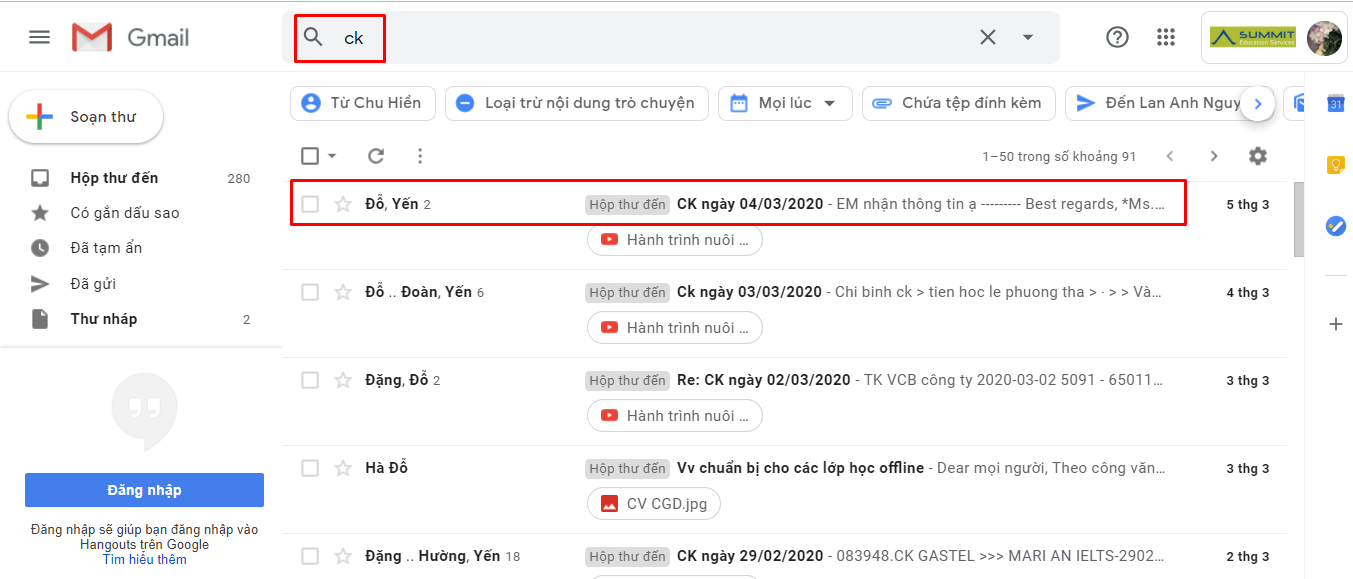 Gmail
ck
SUMMIT
Education Services
Soạn thư
Hộp thư đến 280
Có gắn dấu sao
Đã tạm ẩn
Đã gửi
Thư nháp 2
Đăng nhập
Đăng nhập sẽ giúp bạn đăng nhập vào
Hangouts trên Google
Tìm hiểu thêm
Từ Chu Hiền Loại trừ nội dung trò chuyện Mọi lúc Chứa tệp đính kèm Đến Lan Anh Nguy
1–50 trong số khoảng 91
Đỗ, Yến 2 Hộp thư đến CK ngày 04/03/2020 - EM nhận thông tin ạ --------- Best regards, *Ms.... 5 thg 3
Hành trình nuôi ...
Đỗ .. Đoàn, Yến 6 Hộp thư đến Ck ngày 03/03/2020 - Chi binh ck > tien hoc le phuong tha > · > > Và... 4 thg 3
Hành trình nuôi ...
Đặng, Đỗ 2 Hộp thư đến Re: CK ngày 02/03/2020 - TK VCB công ty 2020-03-02 5091 - 65011... 3 thg 3
Hành trình nuôi ...
Hà Đỗ Hộp thư đến Vv chuẩn bị cho các lớp học offline - Dear mọi người, Theo công văn... 3 thg 3
CV CGD.jpg
Đặng .. Hường, Yến 18 Hộp thư đến CK ngày 29/02/2020 - 083948.CK GASTEL >>> MARI AN IELTS-2902... 2 thg 3
31